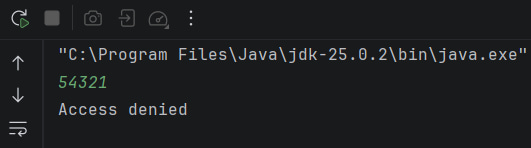 "C:\Program Files\Java\jdk-25.0.2\bin\java.exe"
54321
Access denied